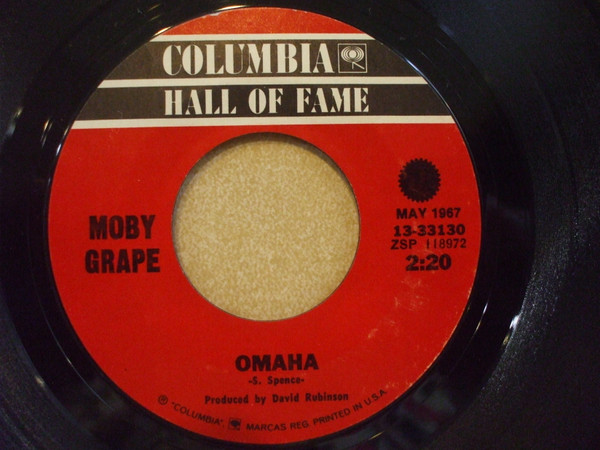 COLUMBIA
HALL OF FAME
MOBY
GRAPE
MAY 1967
13-33130
ZSP 118972
2:20
OMAHA
-S. Spence-
Produced by David Rubinson
℗ "COLUMBIA" MARCAS REG. PRINTED IN U.S.A.